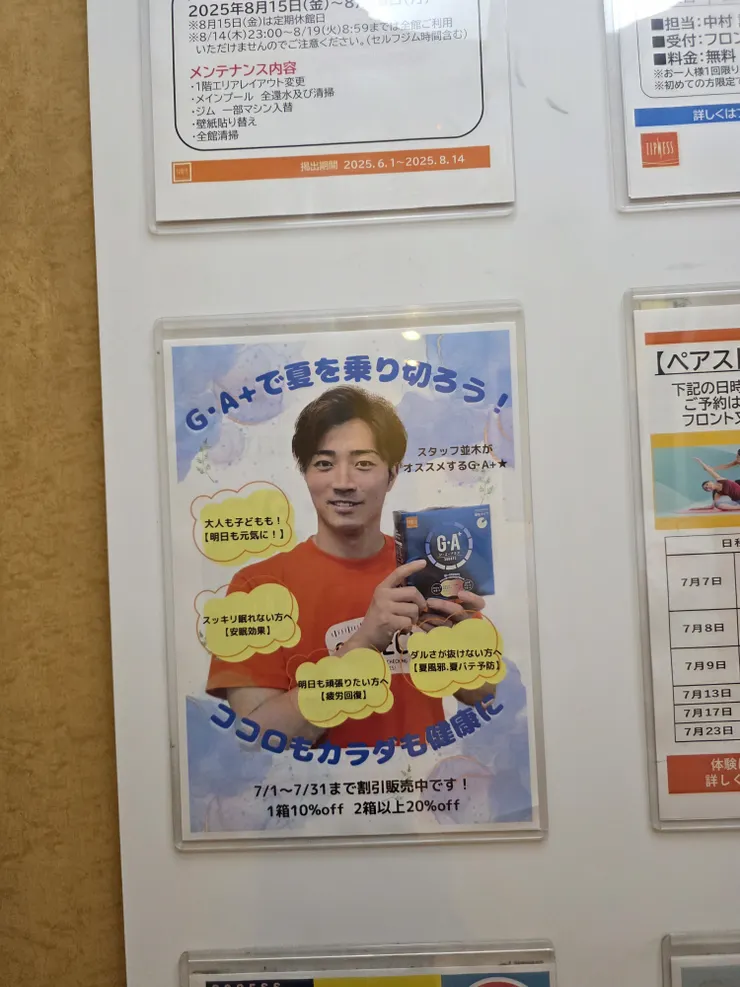 2025年8月15日(金)～8
※8月15日(金)は定期休館日
※8/14(木)23:00～8/19(火)8:59までは全館ご利用
いただけませんのでご注意ください。(セルフジム時間含む)
メンテナンス内容
・1階エリアレイアウト変更
・メインプール 全還水及び清掃
・ジム 一部マシン入替
・壁紙貼り替え
・全館清掃
掲出期間 2025.6.1～2025.8.14
■担当：中村
■受付：フロン
■料金：無料
※お一人様1回限り
※初めての方限定で
詳しくは
TIPNESS
G・A+で夏を乗り切ろう！
スタッフ並木が
オススメするG・A+★
大人も子どもも！
【明日も元気に！】
G・A+
スッキリ眠れない方へ
【安眠効果】
ダルさが抜けない方へ
【夏風邪.夏バテ予防】
明日も頑張りたい方へ
【疲労回復】
ココロもカラダも健康に
7/1～7/31まで割引販売中です！
1箱10%off 2箱以上20%off
【ペアスト
下記の日時
ご予約は
フロント又
日程
7月7日
7月8日
7月9日
7月13日
7月17日
7月23日
体験
詳しく